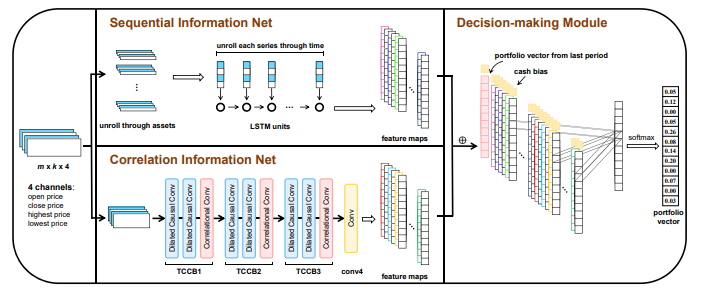 Sequential Information Net
unroll each series through time
unroll through assets
LSTM units
feature maps
m x k x 4
4 channels:
open price
close price
highest price
lowest price
Correlation Information Net
Dilated Causal Conv
Dilated Causal Conv
Correlational Conv
Dilated Causal Conv
Dilated Causal Conv
Correlational Conv
Dilated Causal Conv
Dilated Causal Conv
Correlational Conv
Conv
TCCB1
TCCB2
TCCB3
conv4
feature maps
Decision-making Module
portfolio vector from last period
cash bias
softmax
0.05
0.12
0.00
0.05
0.26
0.08
0.14
0.20
0.00
0.07
0.00
0.03
portfolio
vector